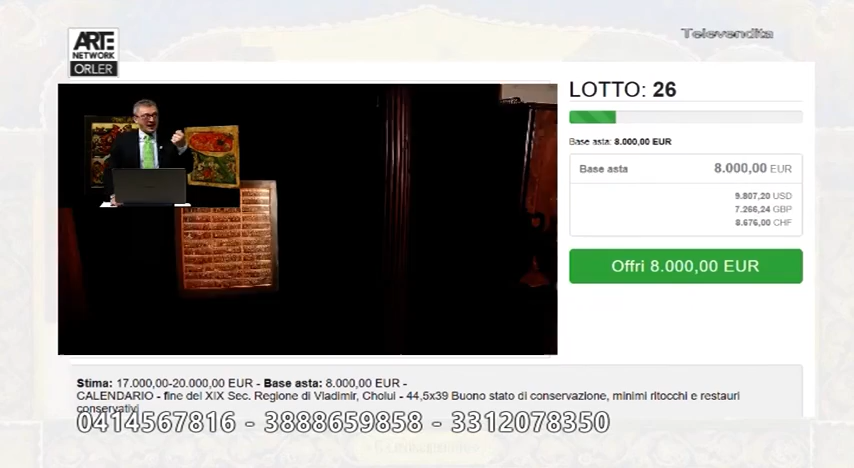 ARTE
NETWORK
ORLER
Televendita
LOTTO: 26
Base asta: 8.000,00 EUR
Base asta 8.000,00 EUR
9.807,20 USD
7.266,24 GBP
8.676,00 CHF
Offri 8.000,00 EUR
Stima: 17.000,00-20.000,00 EUR - Base asta: 8.000,00 EUR -
CALENDARIO - fine del XIX Sec. Regione di Vladimir, Cholui - 44,5x39 Buono stato di conservazione, minimi ritocchi e restauri
conservativi
0414567816 - 3888659858 - 3312078350